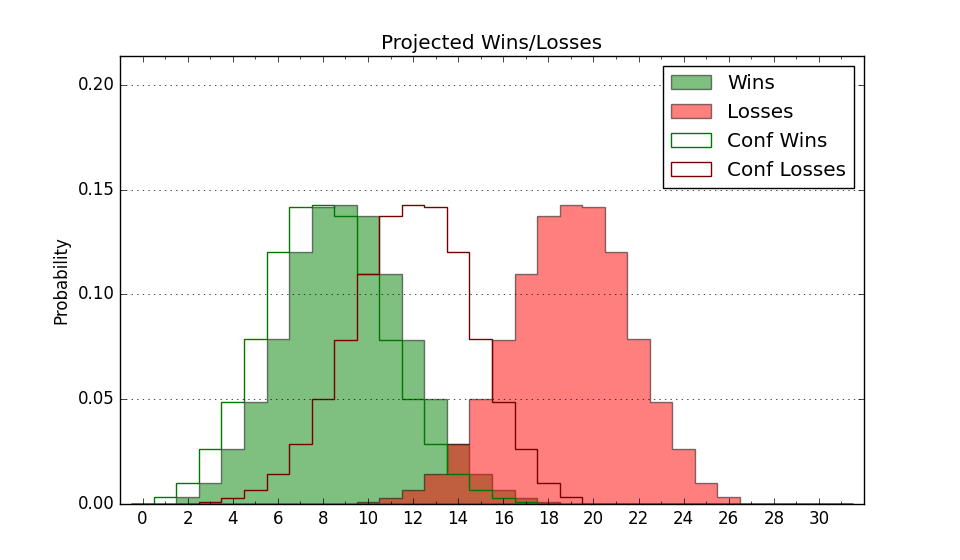 Projected Wins/Losses
Wins
Losses
Conf Wins
Conf Losses
Probability
0.20
0.15
0.10
0.05
0.00
0 2 4 6 8 10 12 14 16 18 20 22 24 26 28 30